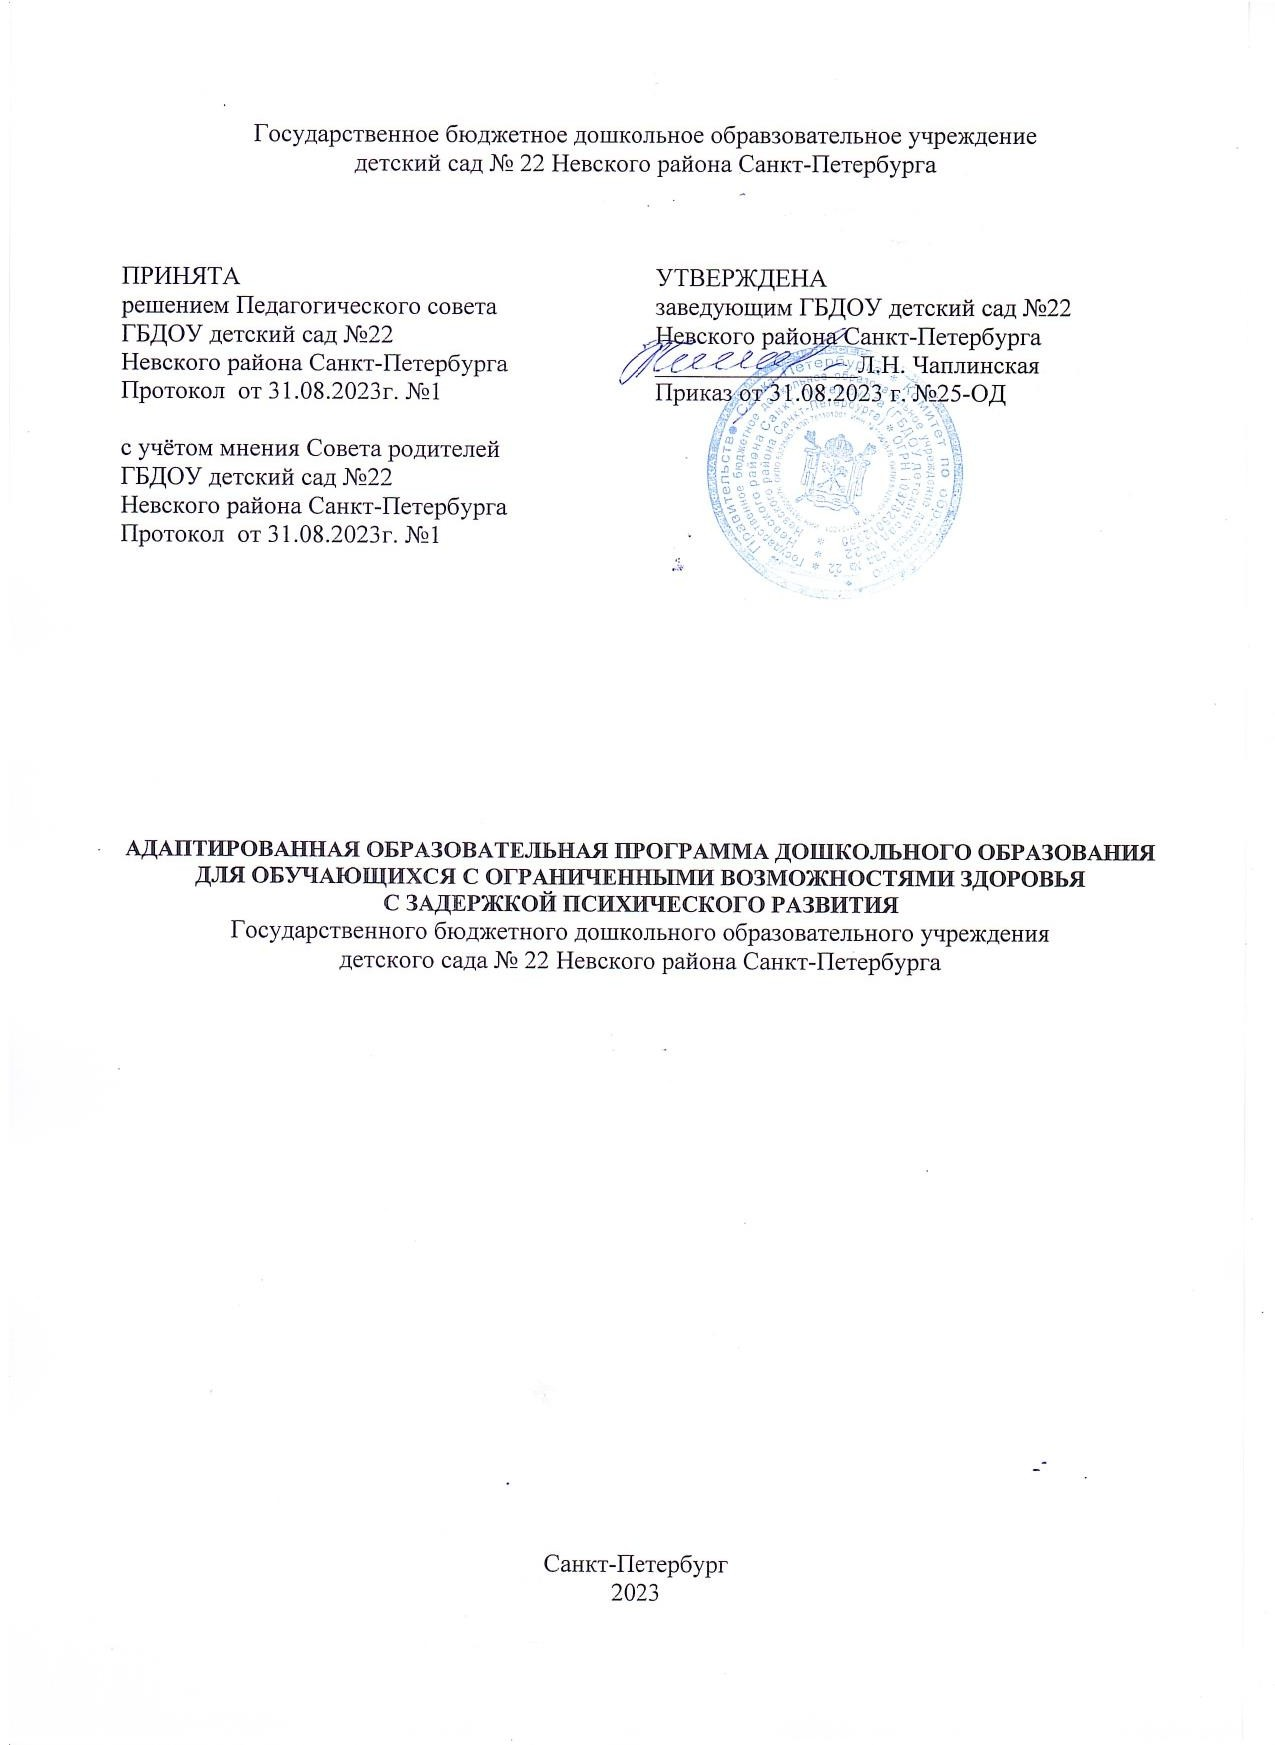 Государственное бюджетное дошкольное обравзовательное учреждение
детский сад № 22 Невского района Санкт-Петербурга
ПРИНЯТА
решением Педагогического совета
ГБДОУ детский сад №22
Невского района Санкт-Петербурга
Протокол от 31.08.2023г. №1
с учётом мнения Совета родителей
ГБДОУ детский сад №22
Невского района Санкт-Петербурга
Протокол от 31.08.2023г. №1
УТВЕРЖДЕНА
заведующим ГБДОУ детский сад №22
Невского района Санкт-Петербурга
Л.Н. Чаплинская
Приказ от 31.08.2023 г. №25-ОД
АДАПТИРОВАННАЯ ОБРАЗОВАТЕЛЬНАЯ ПРОГРАММА ДОШКОЛЬНОГО ОБРАЗОВАНИЯ
ДЛЯ ОБУЧАЮЩИХСЯ С ОГРАНИЧЕННЫМИ ВОЗМОЖНОСТЯМИ ЗДОРОВЬЯ
С ЗАДЕРЖКОЙ ПСИХИЧЕСКОГО РАЗВИТИЯ
Государственного бюджетного дошкольного образовательного учреждения
детского сада № 22 Невского района Санкт-Петербурга
Санкт-Петербург
2023